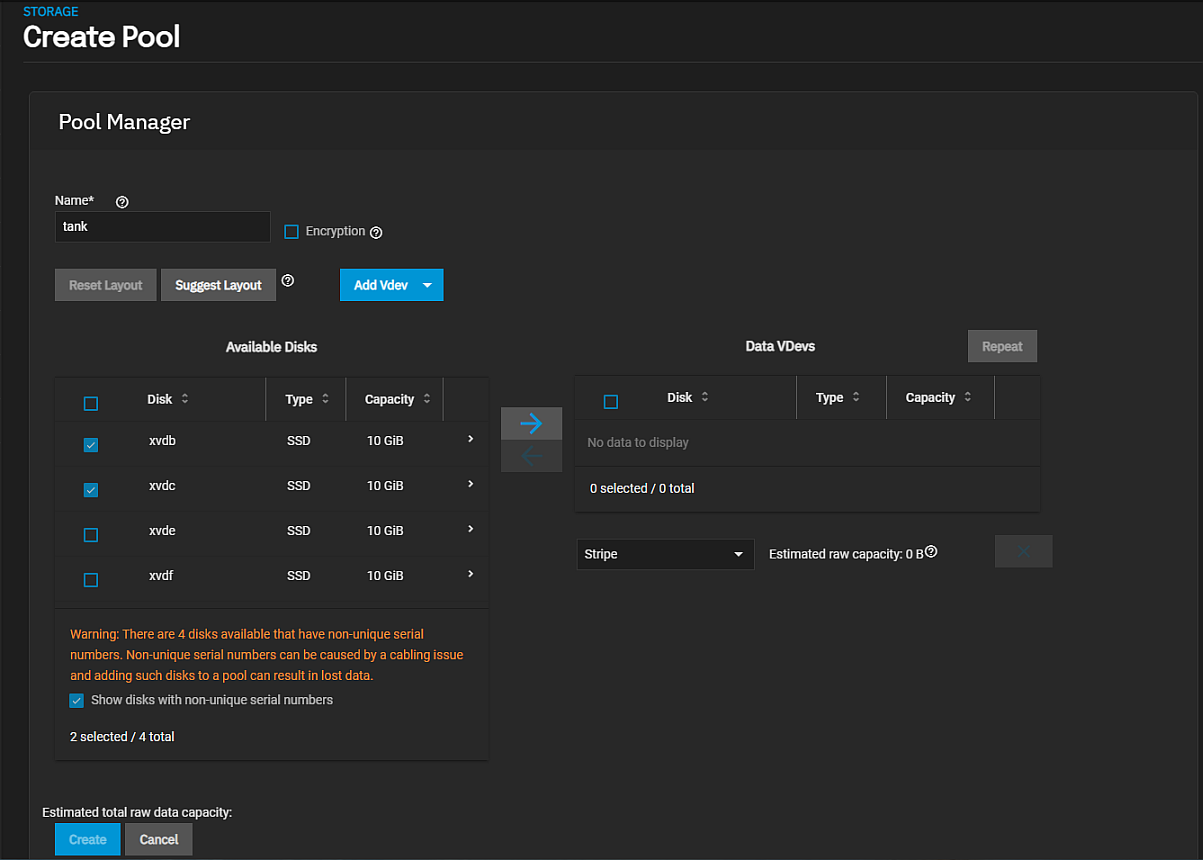 STORAGE
Create Pool
Pool Manager
Name*
tank
Encryption
Reset Layout Suggest Layout Add Vdev
Available Disks
Disk Type Capacity
xvdb SSD 10 GiB
xvdc SSD 10 GiB
xvde SSD 10 GiB
xvdf SSD 10 GiB
Warning: There are 4 disks available that have non-unique serial
numbers. Non-unique serial numbers can be caused by a cabling issue
and adding such disks to a pool can result in lost data.
Show disks with non-unique serial numbers
2 selected / 4 total
Data VDevs Repeat
Disk Type Capacity
No data to display
0 selected / 0 total
Stripe Estimated raw capacity: 0 B
Estimated total raw data capacity:
Create Cancel